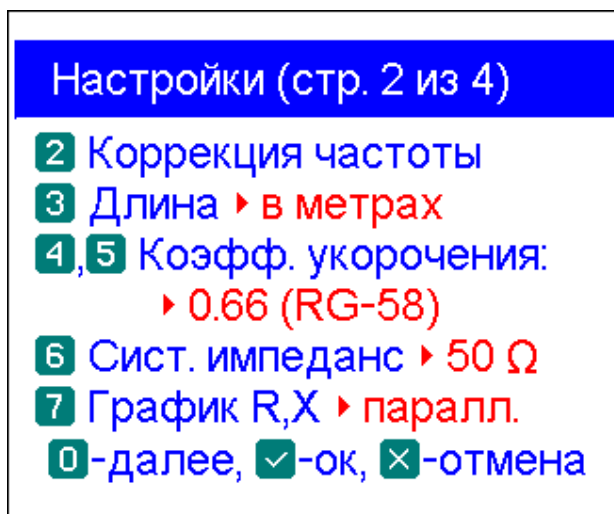 Настройки (стр. 2 из 4)
2 Коррекция частоты
3 Длина ▸ в метрах
4,5 Коэфф. укорочения:
▸ 0.66 (RG-58)
6 Сист. импеданс ▸ 50 Ω
7 График R,X ▸ паралл.
0-далее, ✓-ок, ✕-отмена